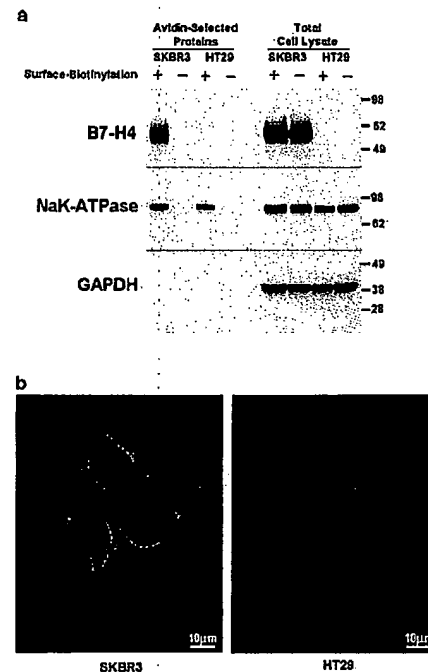 a
Avidin-Selected Proteins
Total Cell Lysate
SKBR3 HT29 SKBR3 HT29
Surface-Biotinylation + − + − + − + −
B7-H4
98
62
49
NaK-ATPase
98
62
GAPDH
49
38
28
b
10µm
10µm
SKBR3
HT29